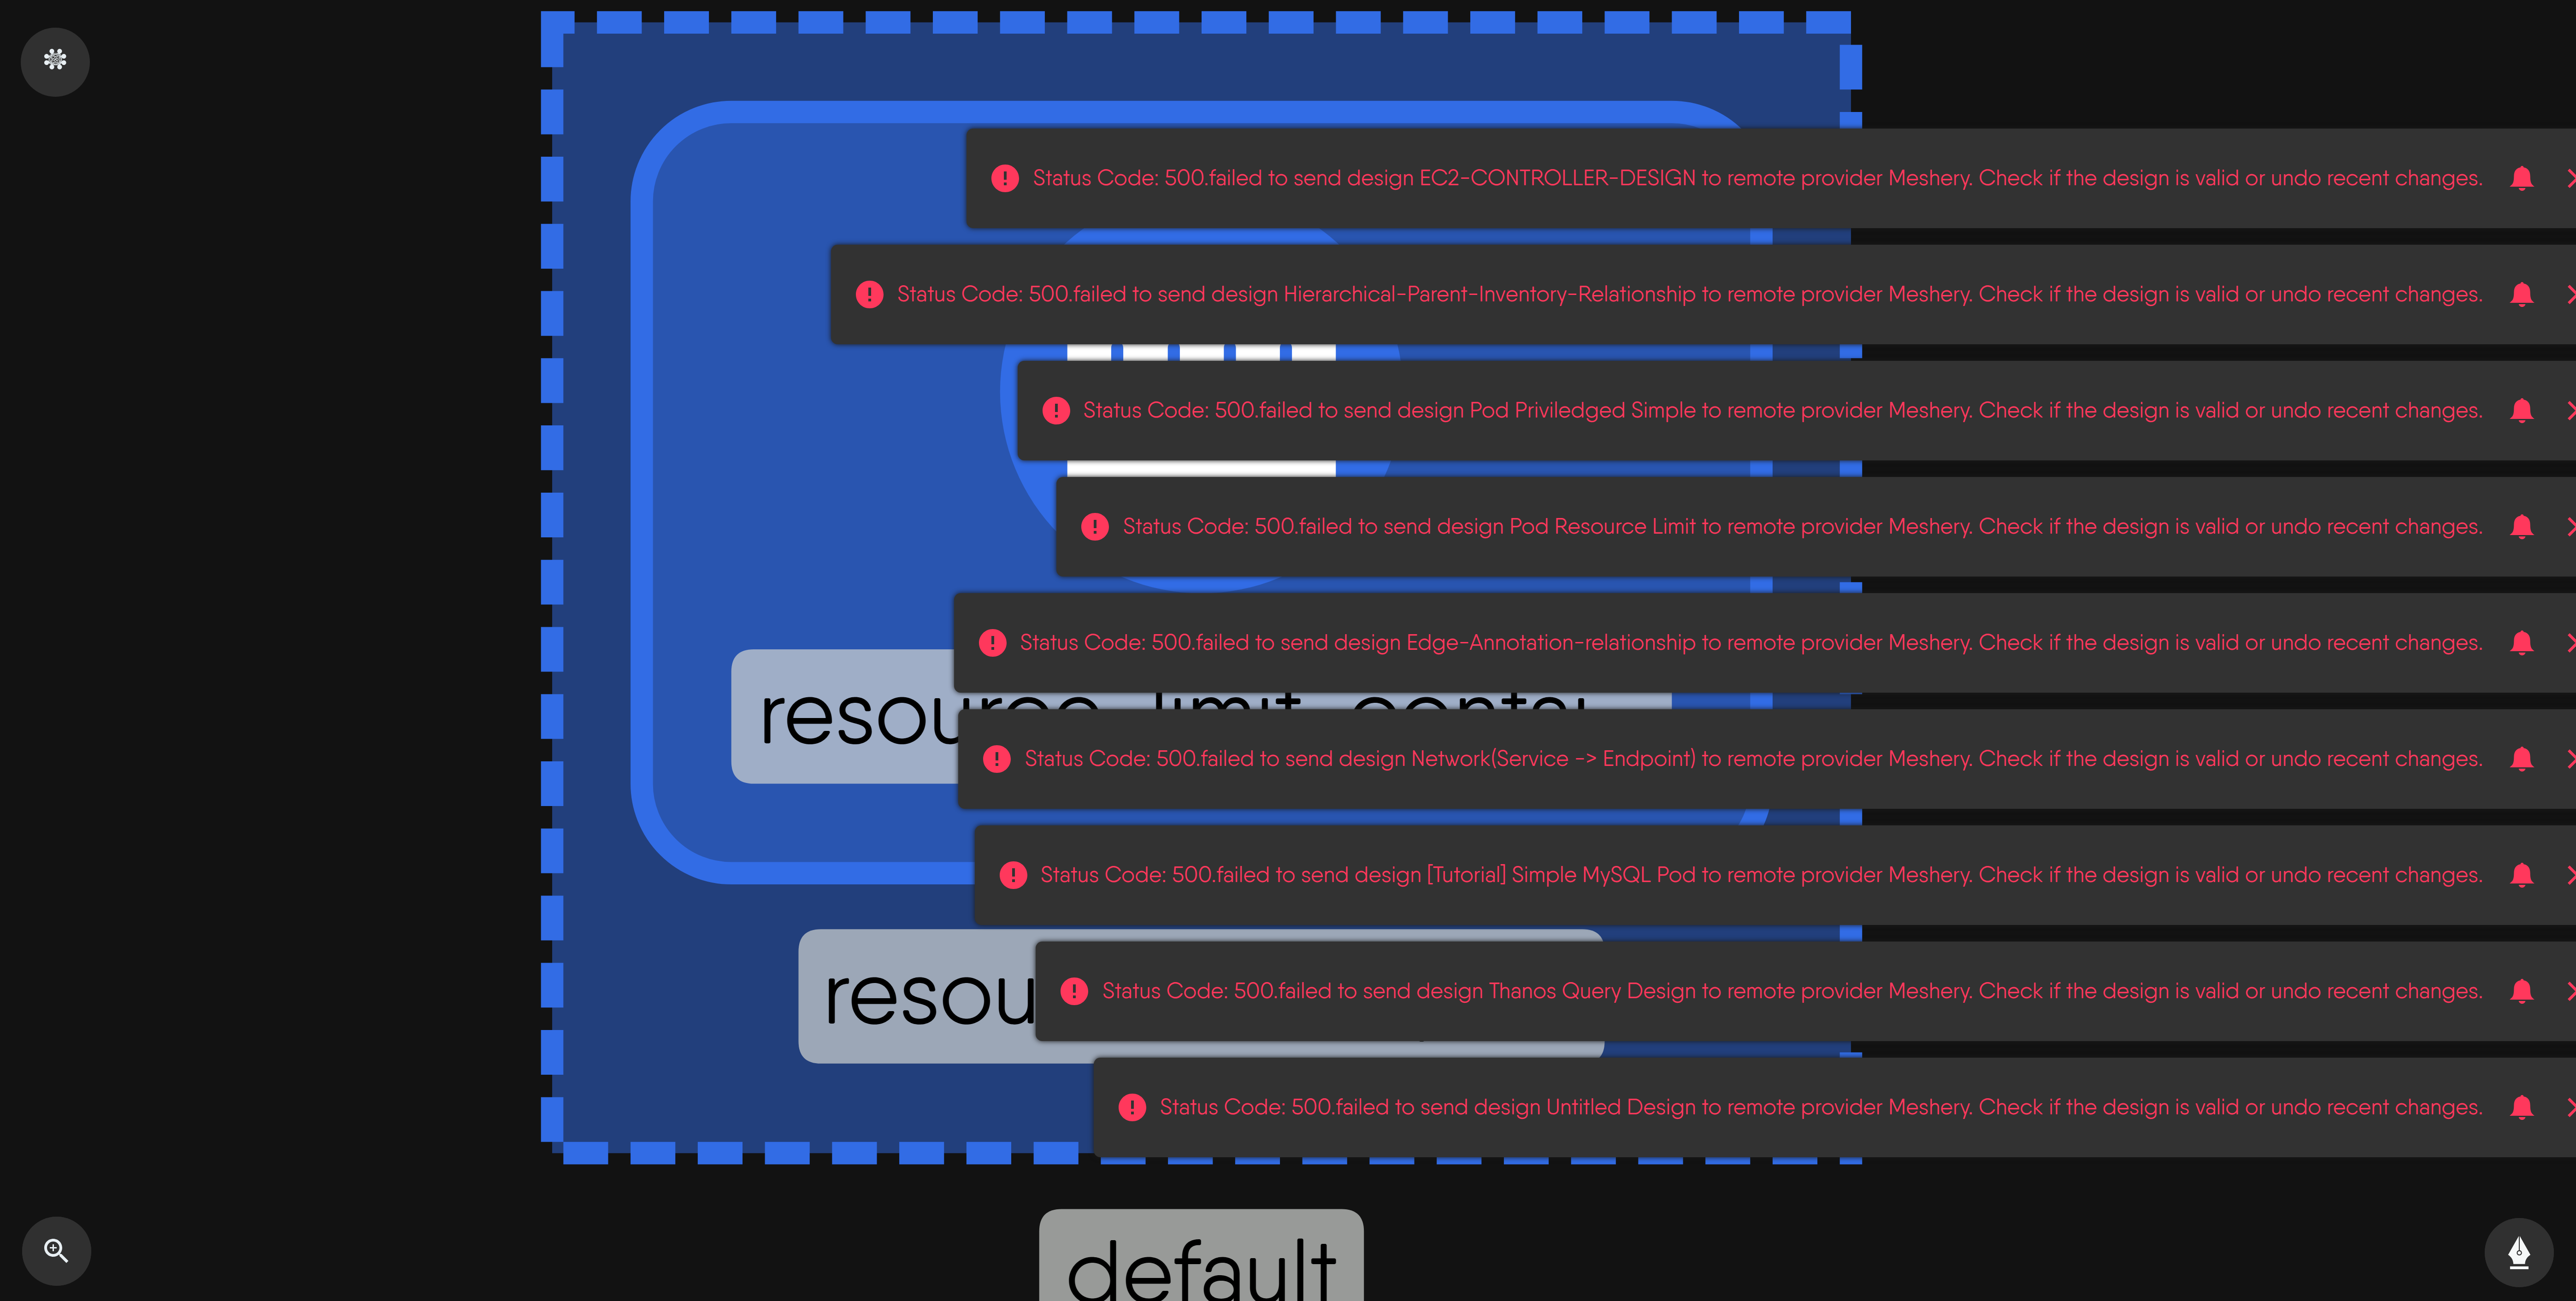 Status Code: 500.failed to send design EC2-CONTROLLER-DESIGN to remote provider Meshery. Check if the design is valid or undo recent changes.
Status Code: 500.failed to send design Hierarchical-Parent-Inventory-Relationship to remote provider Meshery. Check if the design is valid or undo recent changes.
Status Code: 500.failed to send design Pod Priviledged Simple to remote provider Meshery. Check if the design is valid or undo recent changes.
Status Code: 500.failed to send design Pod Resource Limit to remote provider Meshery. Check if the design is valid or undo recent changes.
Status Code: 500.failed to send design Edge-Annotation-relationship to remote provider Meshery. Check if the design is valid or undo recent changes.
Status Code: 500.failed to send design Network(Service -> Endpoint) to remote provider Meshery. Check if the design is valid or undo recent changes.
Status Code: 500.failed to send design [Tutorial] Simple MySQL Pod to remote provider Meshery. Check if the design is valid or undo recent changes.
Status Code: 500.failed to send design Thanos Query Design to remote provider Meshery. Check if the design is valid or undo recent changes.
Status Code: 500.failed to send design Untitled Design to remote provider Meshery. Check if the design is valid or undo recent changes.
default